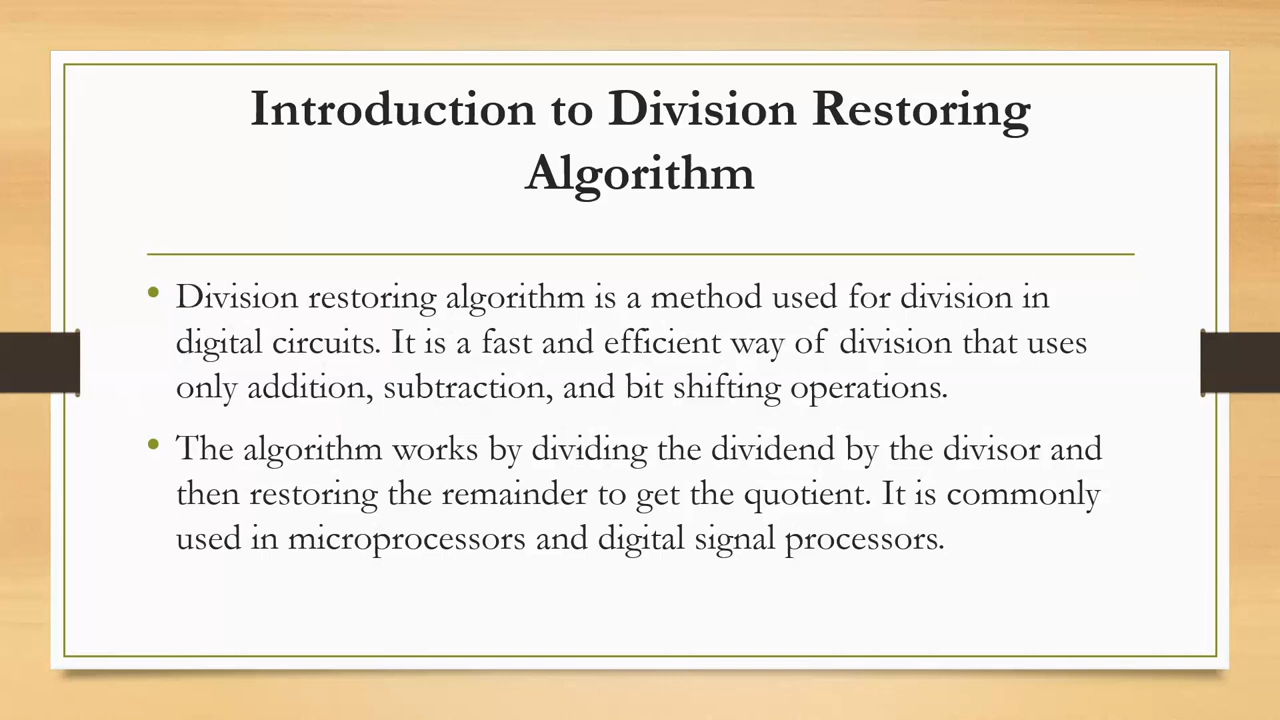 Introduction to Division Restoring
Algorithm
• Division restoring algorithm is a method used for division in
digital circuits. It is a fast and efficient way of division that uses
only addition, subtraction, and bit shifting operations.
• The algorithm works by dividing the dividend by the divisor and
then restoring the remainder to get the quotient. It is commonly
used in microprocessors and digital signal processors.